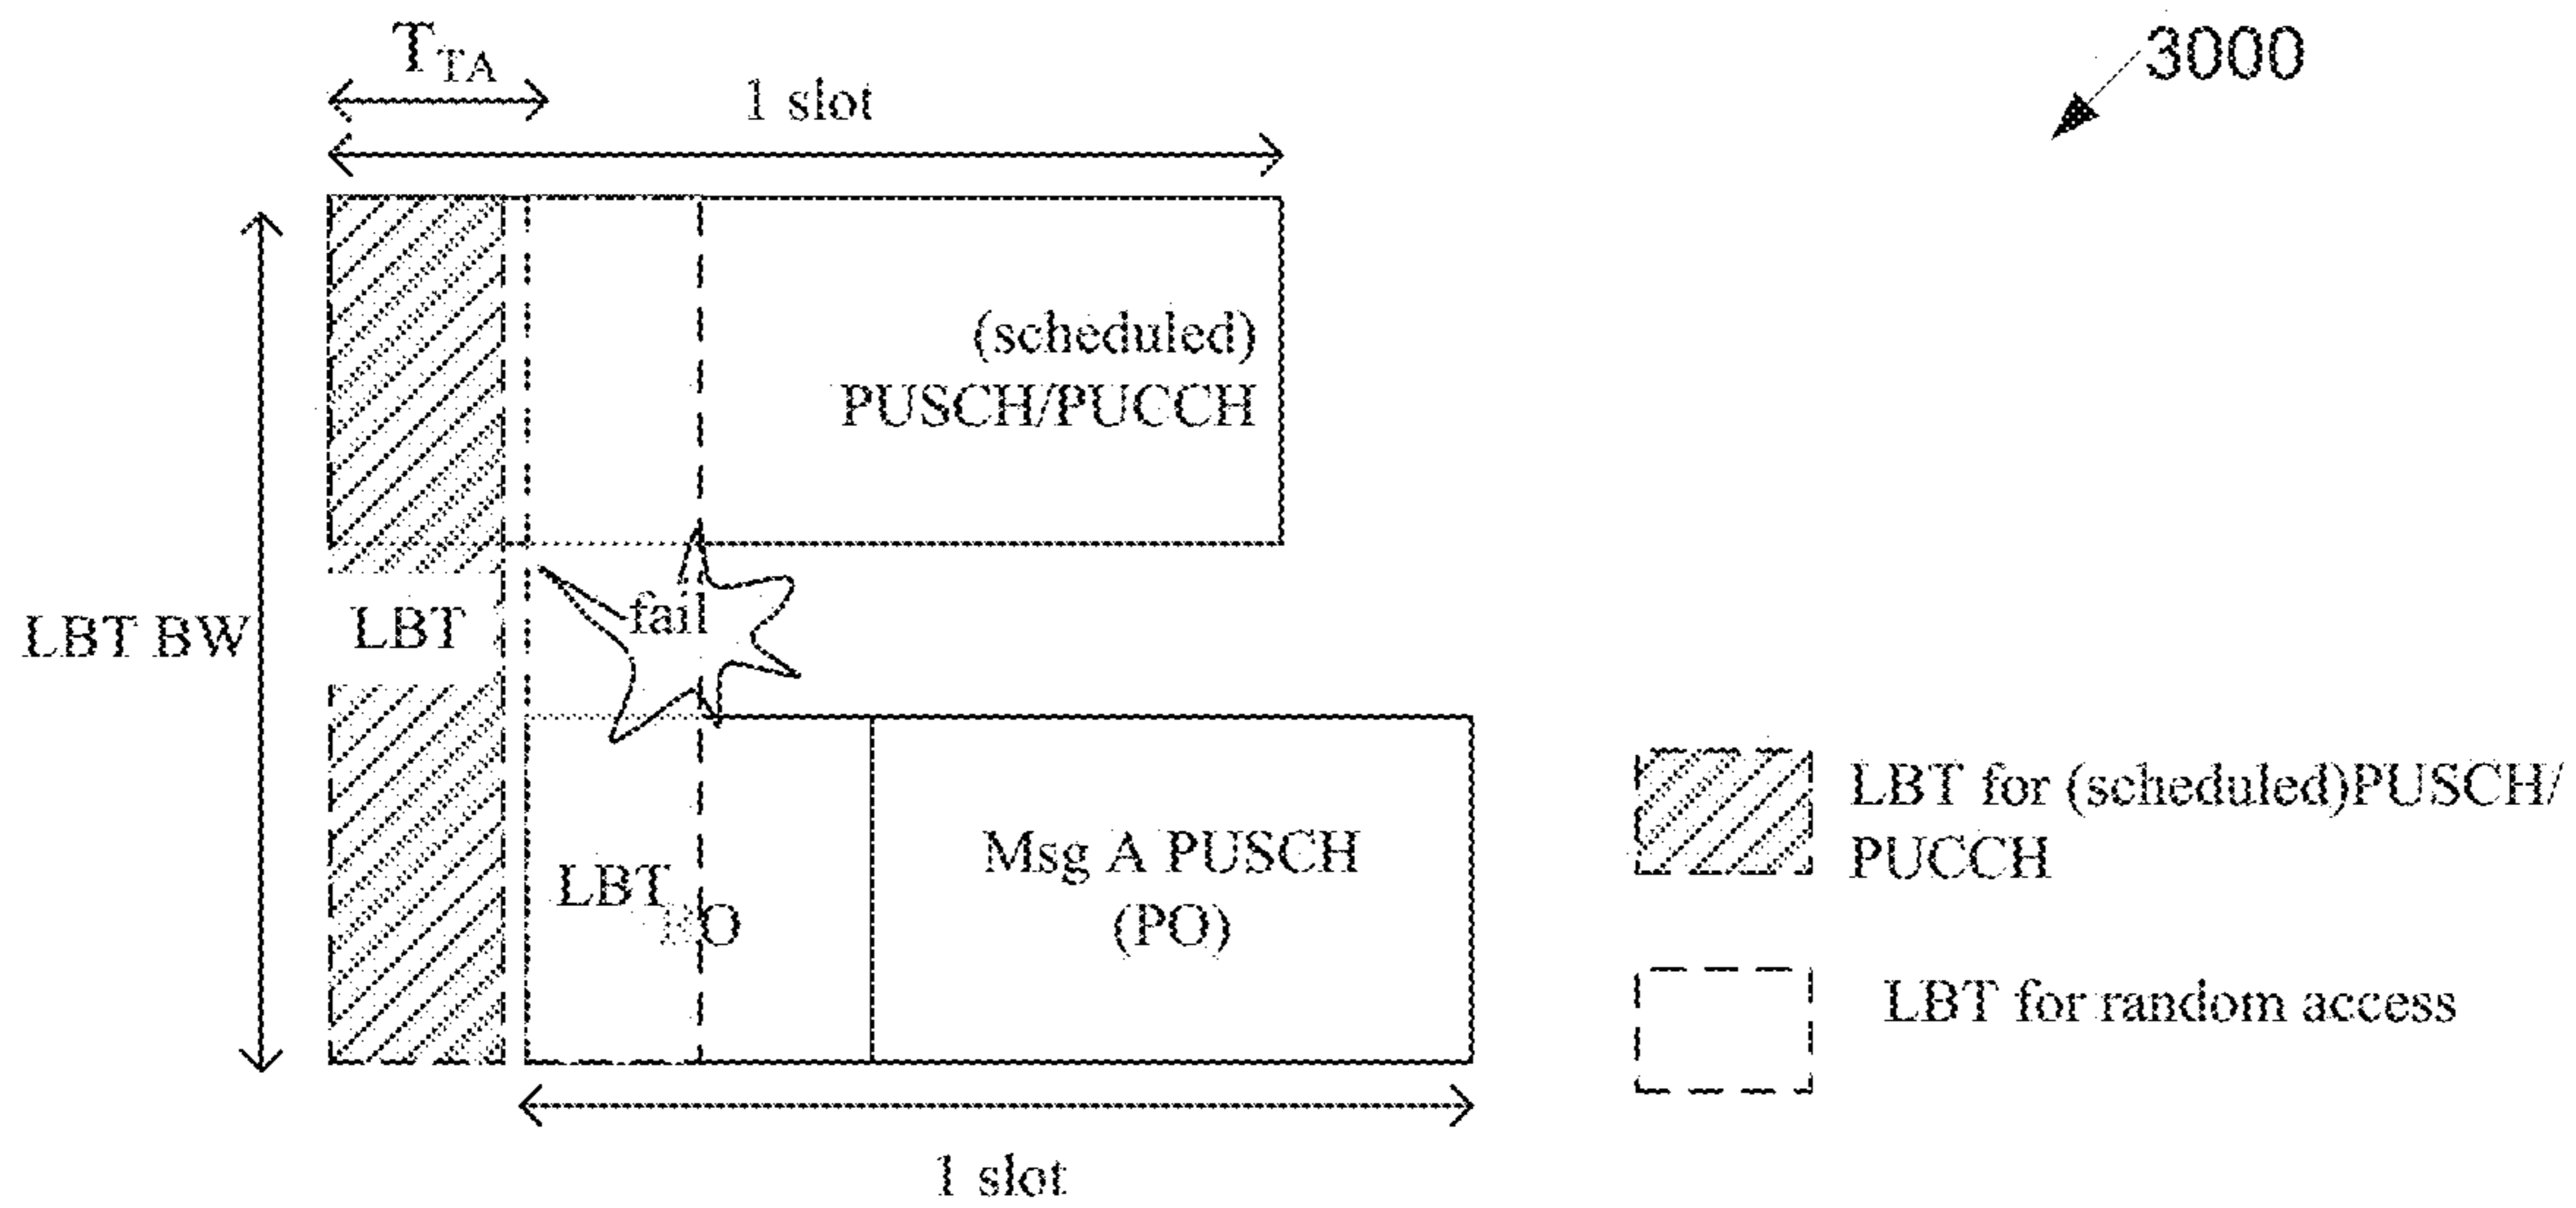 T_TA
3000
1 slot
(scheduled)
PUSCH/PUCCH
fail
LBT
LBT BW
LBT for (scheduled)PUSCH/
PUCCH
Msg A PUSCH
(PO)
LBT
LBT for random access
1 slot